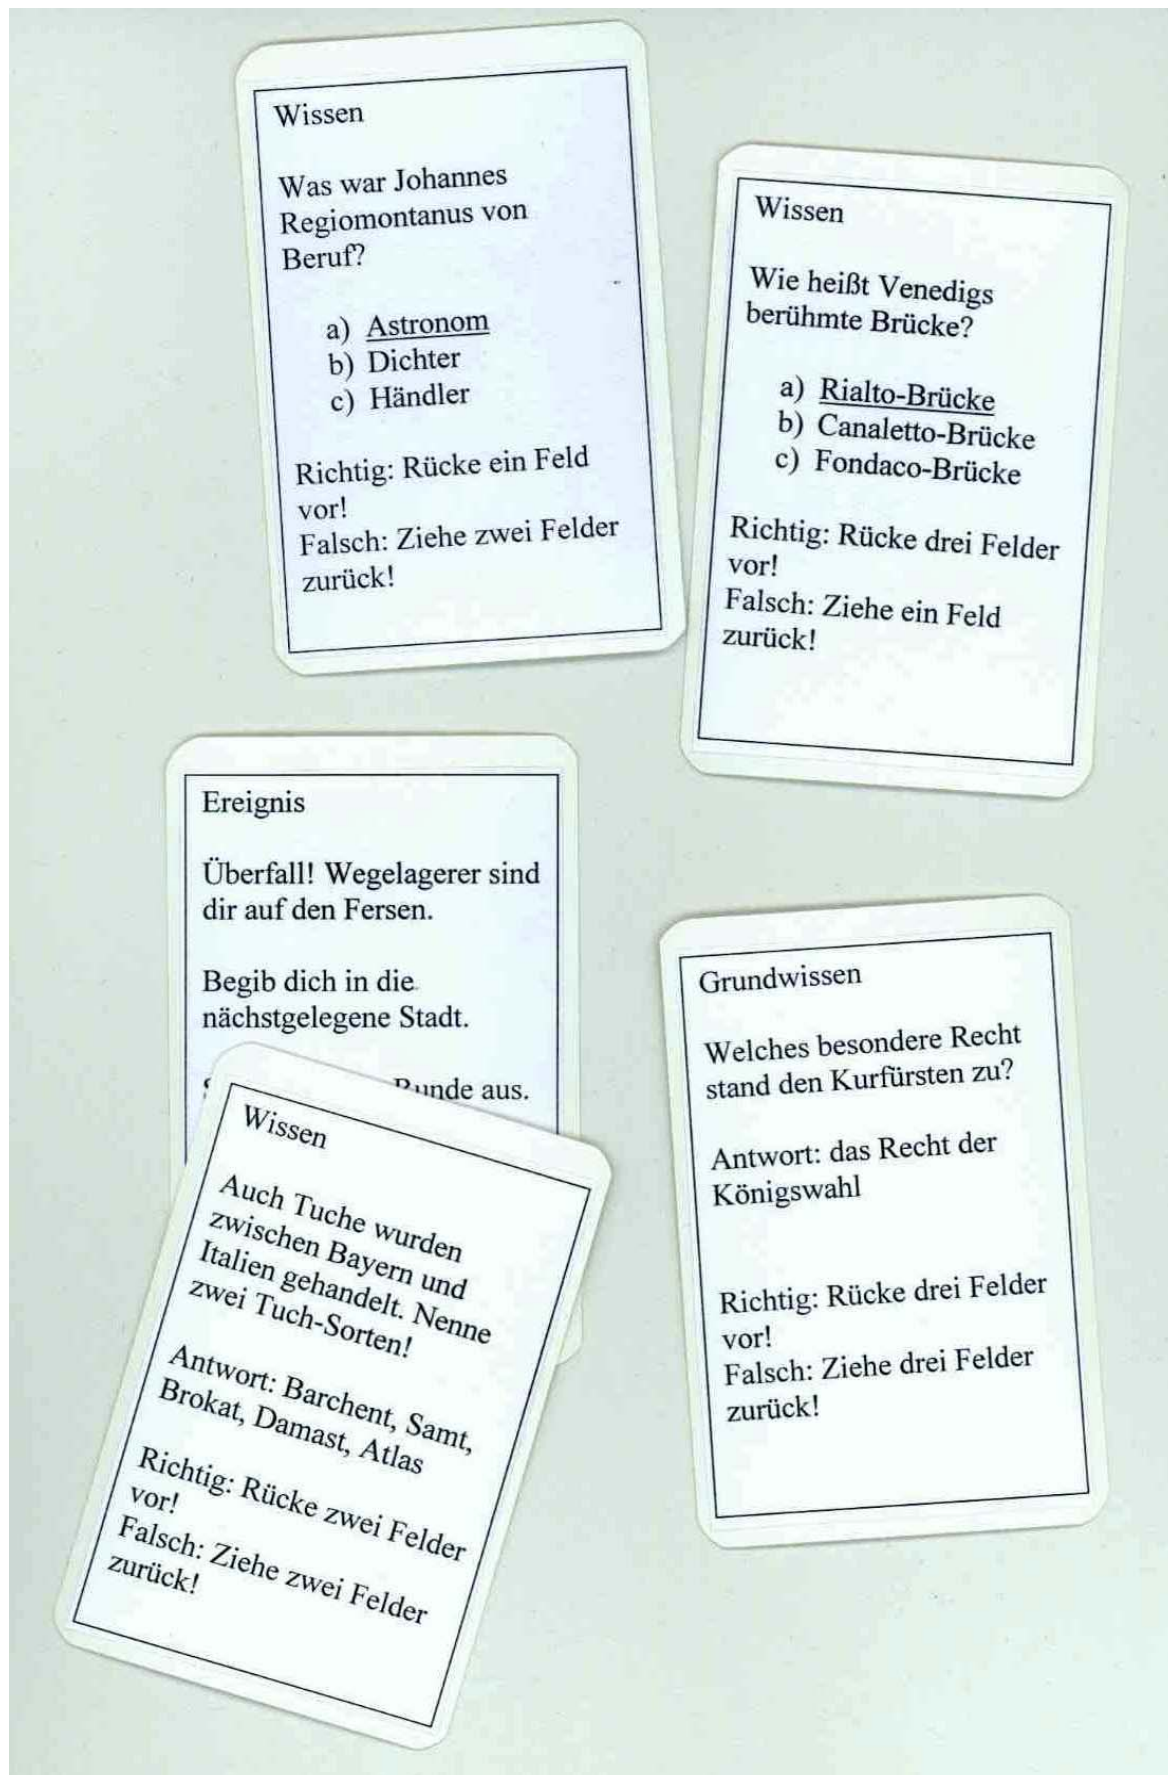 Wissen
Was war Johannes
Regiomontanus von
Beruf?
a) Astronom
b) Dichter
c) Händler
Richtig: Rücke ein Feld
vor!
Falsch: Ziehe zwei Felder
zurück!
Wissen
Wie heißt Venedigs
berühmte Brücke?
a) Rialto-Brücke
b) Canaletto-Brücke
c) Fondaco-Brücke
Richtig: Rücke drei Felder
vor!
Falsch: Ziehe ein Feld
zurück!
Ereignis
Überfall! Wegelagerer sind
dir auf den Fersen.
Begib dich in die
nächstgelegene Stadt.
Runde aus.
Wissen
Auch Tuche wurden
zwischen Bayern und
Italien gehandelt. Nenne
zwei Tuch-Sorten!
Antwort: Barchent, Samt,
Brokat, Damast, Atlas
Richtig: Rücke zwei Felder
vor!
Falsch: Ziehe zwei Felder
zurück!
Grundwissen
Welches besondere Recht
stand den Kurfürsten zu?
Antwort: das Recht der
Königswahl
Richtig: Rücke drei Felder
vor!
Falsch: Ziehe drei Felder
zurück!